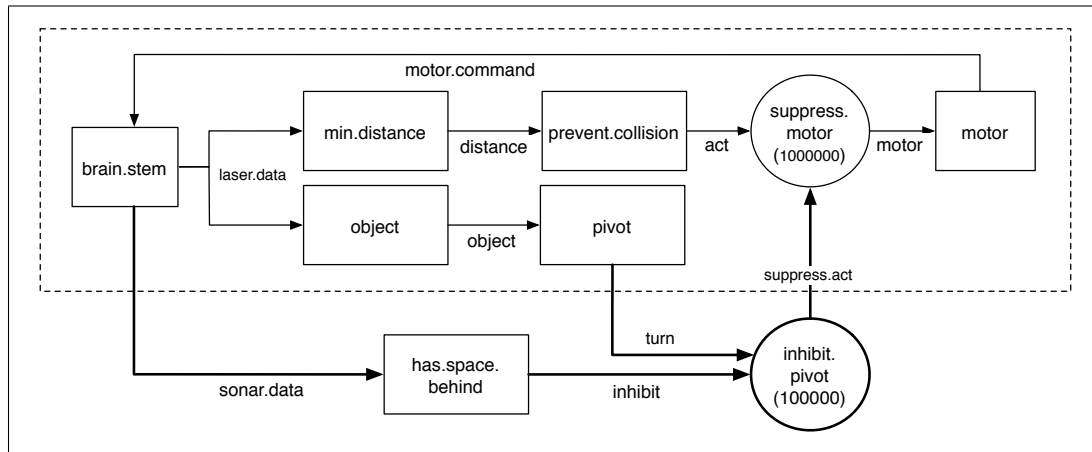 motor.command
brain.stem
laser.data
min.distance
distance
prevent.collision
act
suppress.
motor
(1000000)
motor
motor
object
object
pivot
suppress.act
turn
sonar.data
has.space.
behind
inhibit
inhibit.
pivot
(100000)